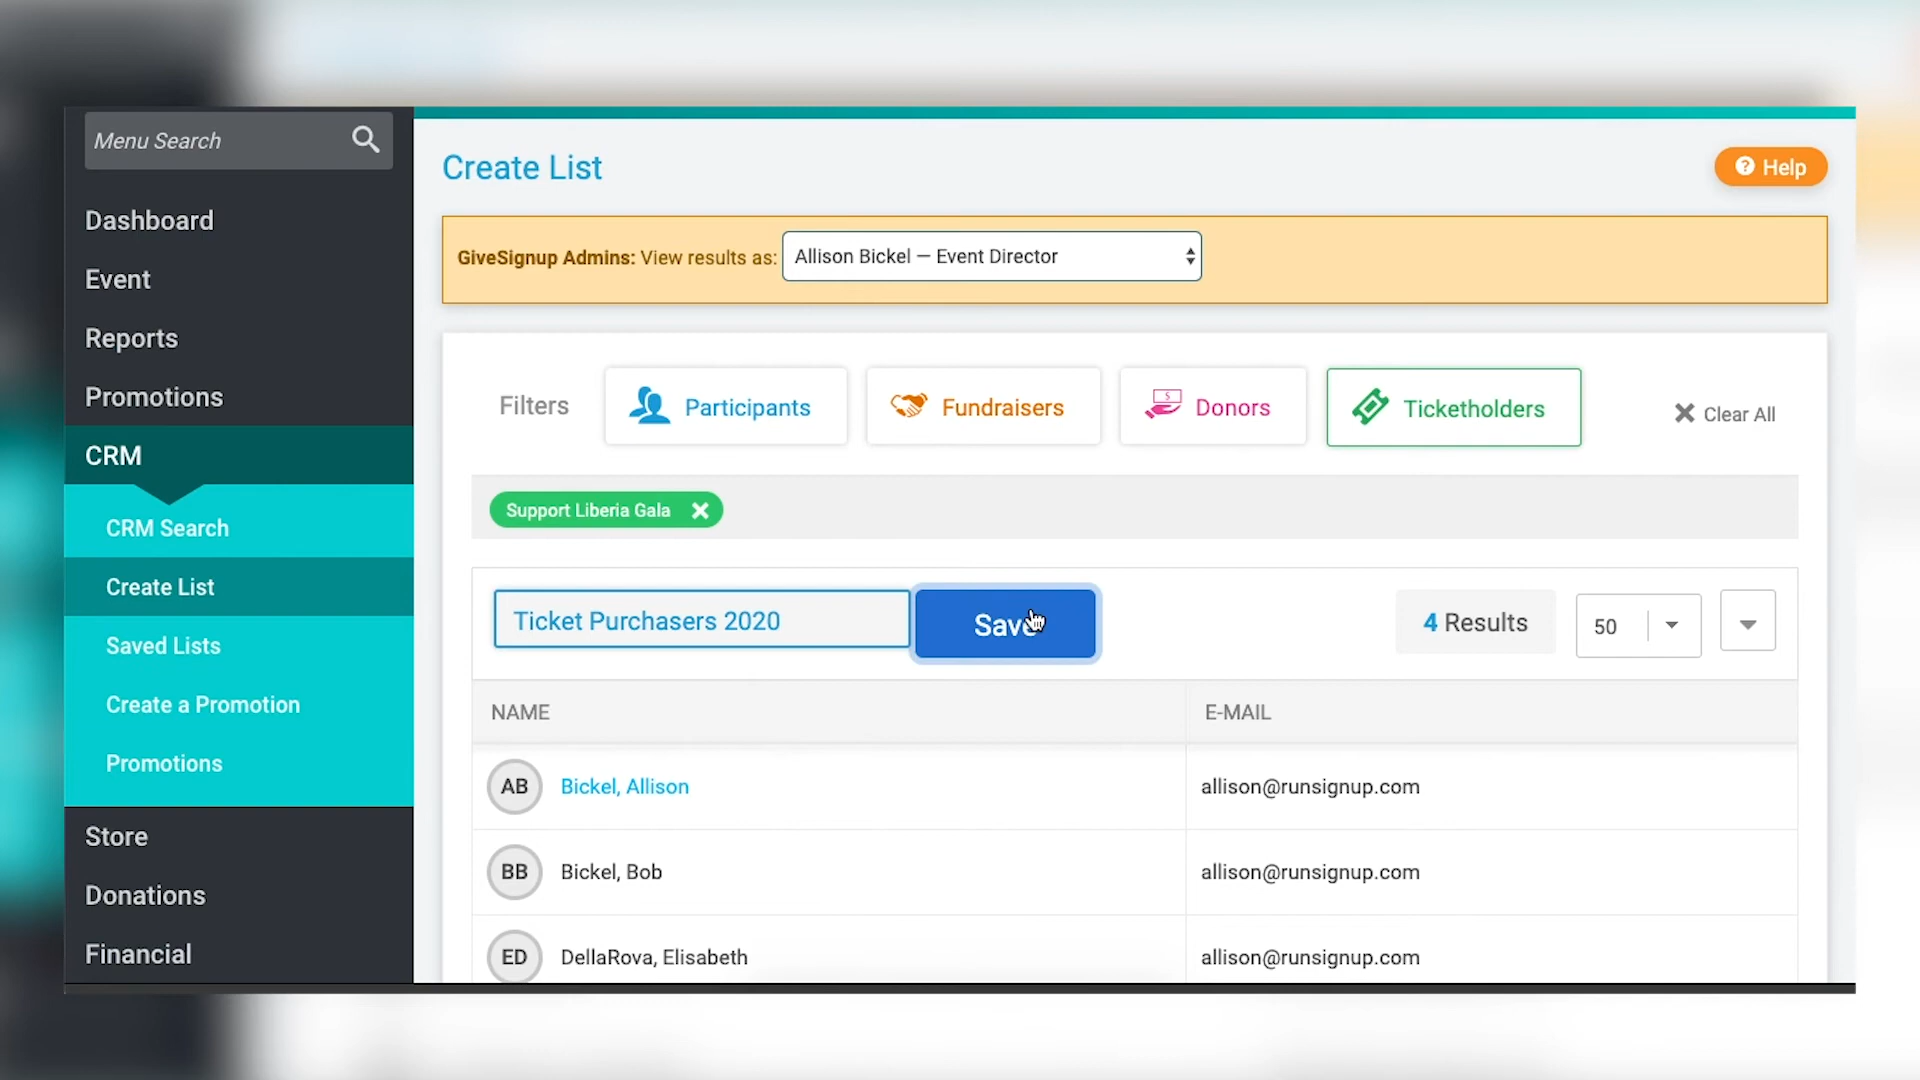 Menu Search
Dashboard
Event
Reports
Promotions
CRM
CRM Search
Create List
Saved Lists
Create a Promotion
Promotions
Store
Donations
Financial
Create List
? Help
GiveSignup Admins: View results as: Allison Bickel — Event Director
Filters Participants Fundraisers $ Donors Ticketholders Clear All
Support Liberia Gala
Ticket Purchasers 2020 Save 4 Results 50
NAME E-MAIL
AB Bickel, Allison allison@runsignup.com
BB Bickel, Bob allison@runsignup.com
ED DellaRova, Elisabeth allison@runsignup.com